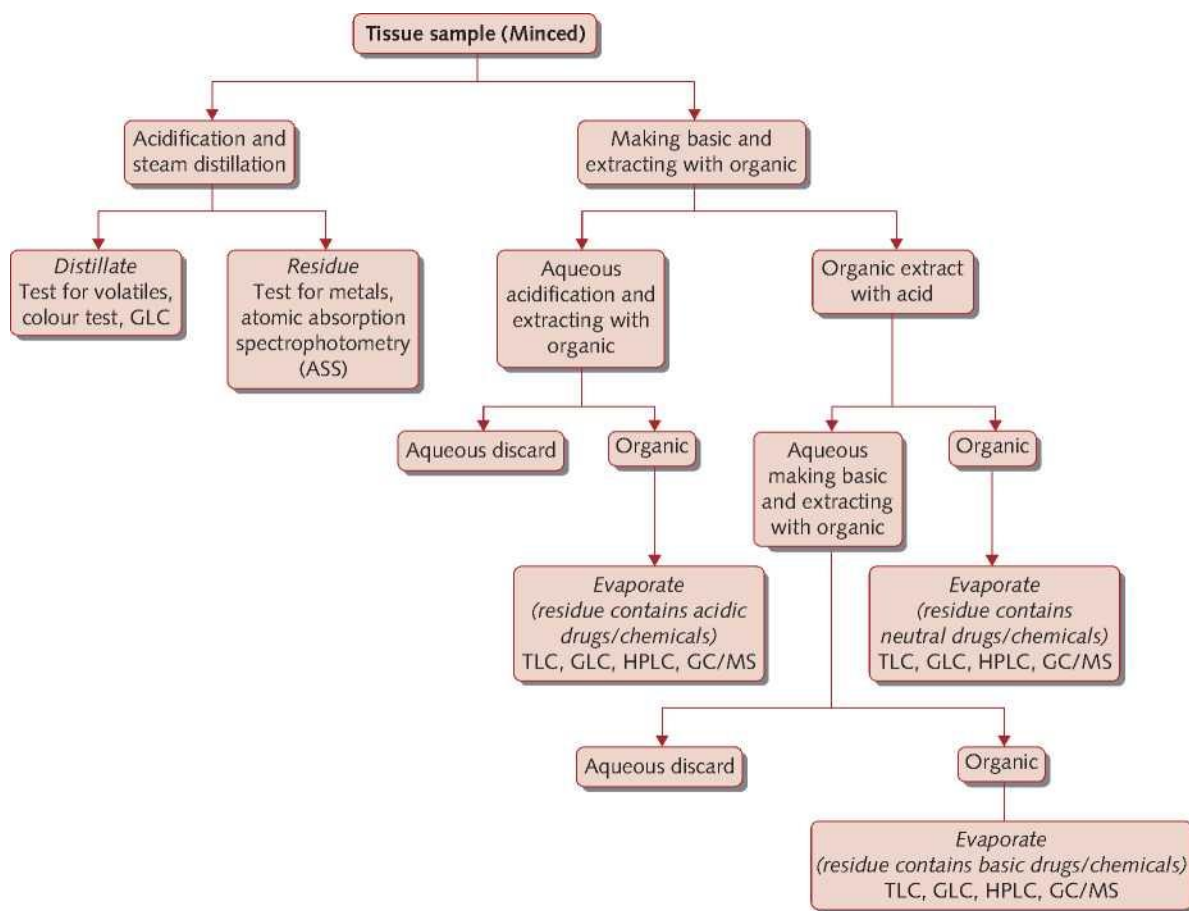 Tissue sample (Minced)
Acidification and
steam distillation
Making basic and
extracting with organic
Distillate
Test for volatiles,
colour test, GLC
Residue
Test for metals,
atomic absorption
spectrophotometry
(ASS)
Aqueous
acidification and
extracting with
organic
Organic extract
with acid
Aqueous discard
Organic
Aqueous
making basic
and extracting
with organic
Organic
Evaporate
(residue contains acidic
drugs/chemicals)
TLC, GLC, HPLC, GC/MS
Evaporate
(residue contains
neutral drugs/chemicals)
TLC, GLC, HPLC, GC/MS
Aqueous discard
Organic
Evaporate
(residue contains basic drugs/chemicals)
TLC, GLC, HPLC, GC/MS